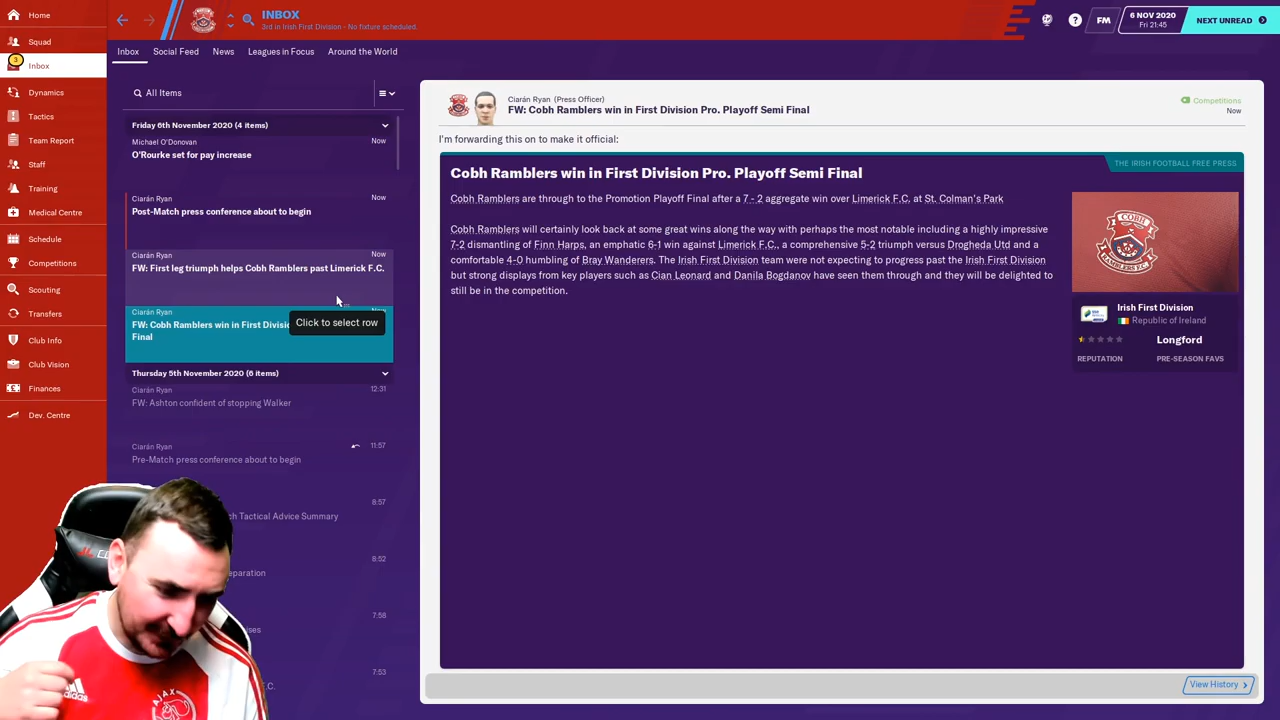 Home
Squad
3
Inbox
Dynamics
Tactics
Team Report
Staff
Training
Medical Centre
Schedule
Competitions
Scouting
Transfers
Club Info
Club Vision
Finances
Dev. Centre
INBOX
3rd in Irish First Division - No fixture scheduled.
FM
6 NOV 2020
Fri 21:45
NEXT UNREAD
Inbox
Social Feed
News
Leagues in Focus
Around the World
All Items
Friday 6th November 2020 (4 items)
Michael O'Donovan
Now
O'Rourke set for pay increase
Ciarán Ryan
Now
Post-Match press conference about to begin
Ciarán Ryan
Now
FW: First leg triumph helps Cobh Ramblers past Limerick F.C.
Ciarán Ryan
FW: Cobh Ramblers win in First
Final
Click to select row
Thursday 5th November 2020 (6 items)
Ciarán Ryan
12:31
FW: Ashton confident of stopping Walker
Ciarán Ryan
11:57
Pre-Match press conference about to begin
8:57
Tactical Advice Summary
8:52
7:58
7:53
Ciarán Ryan (Press Officer)
FW: Cobh Ramblers win in First Division Pro. Playoff Semi Final
Competitions
Now
I'm forwarding this on to make it official:
THE IRISH FOOTBALL FREE PRESS
Cobh Ramblers win in First Division Pro. Playoff Semi Final
Cobh Ramblers are through to the Promotion Playoff Final after a 7 - 2 aggregate win over Limerick F.C. at St. Colman's Park
Cobh Ramblers will certainly look back at some great wins along the way with perhaps the most notable including a highly impressive
7-2 dismantling of Finn Harps, an emphatic 6-1 win against Limerick F.C., a comprehensive 5-2 triumph versus Drogheda Utd and a
comfortable 4-0 humbling of Bray Wanderers. The Irish First Division team were not expecting to progress past the Irish First Division
but strong displays from key players such as Cian Leonard and Danila Bogdanov have seen them through and they will be delighted to
still be in the competition.
COBH
RAMBLERS F.C.
Irish First Division
Republic of Ireland
Longford
REPUTATION
PRE-SEASON FAVS
View History
adidas
AJAX